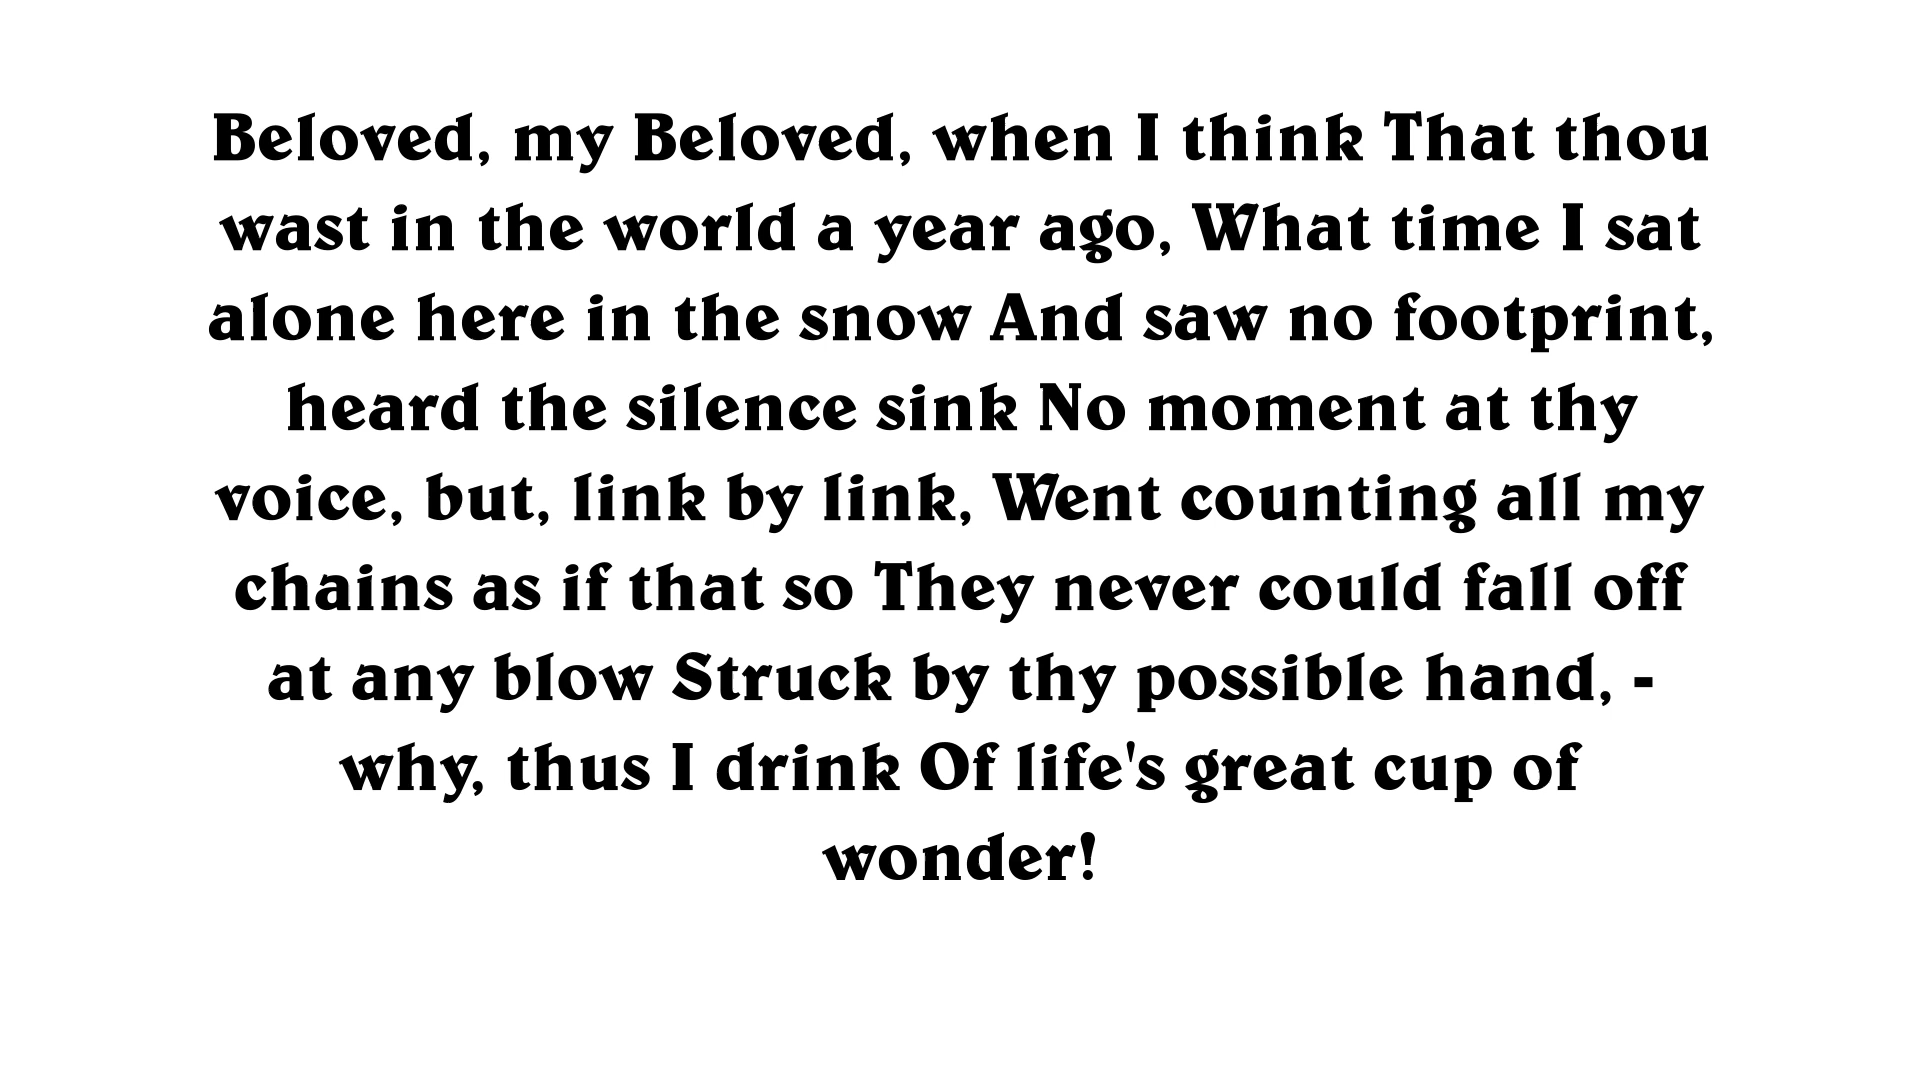 Beloved, my Beloved, when I think That thou
wast in the world a year ago, What time I sat
alone here in the snow And saw no footprint,
heard the silence sink No moment at thy
voice, but, link by link, Went counting all my
chains as if that so They never could fall off
at any blow Struck by thy possible hand, -
why, thus I drink Of life's great cup of
wonder!